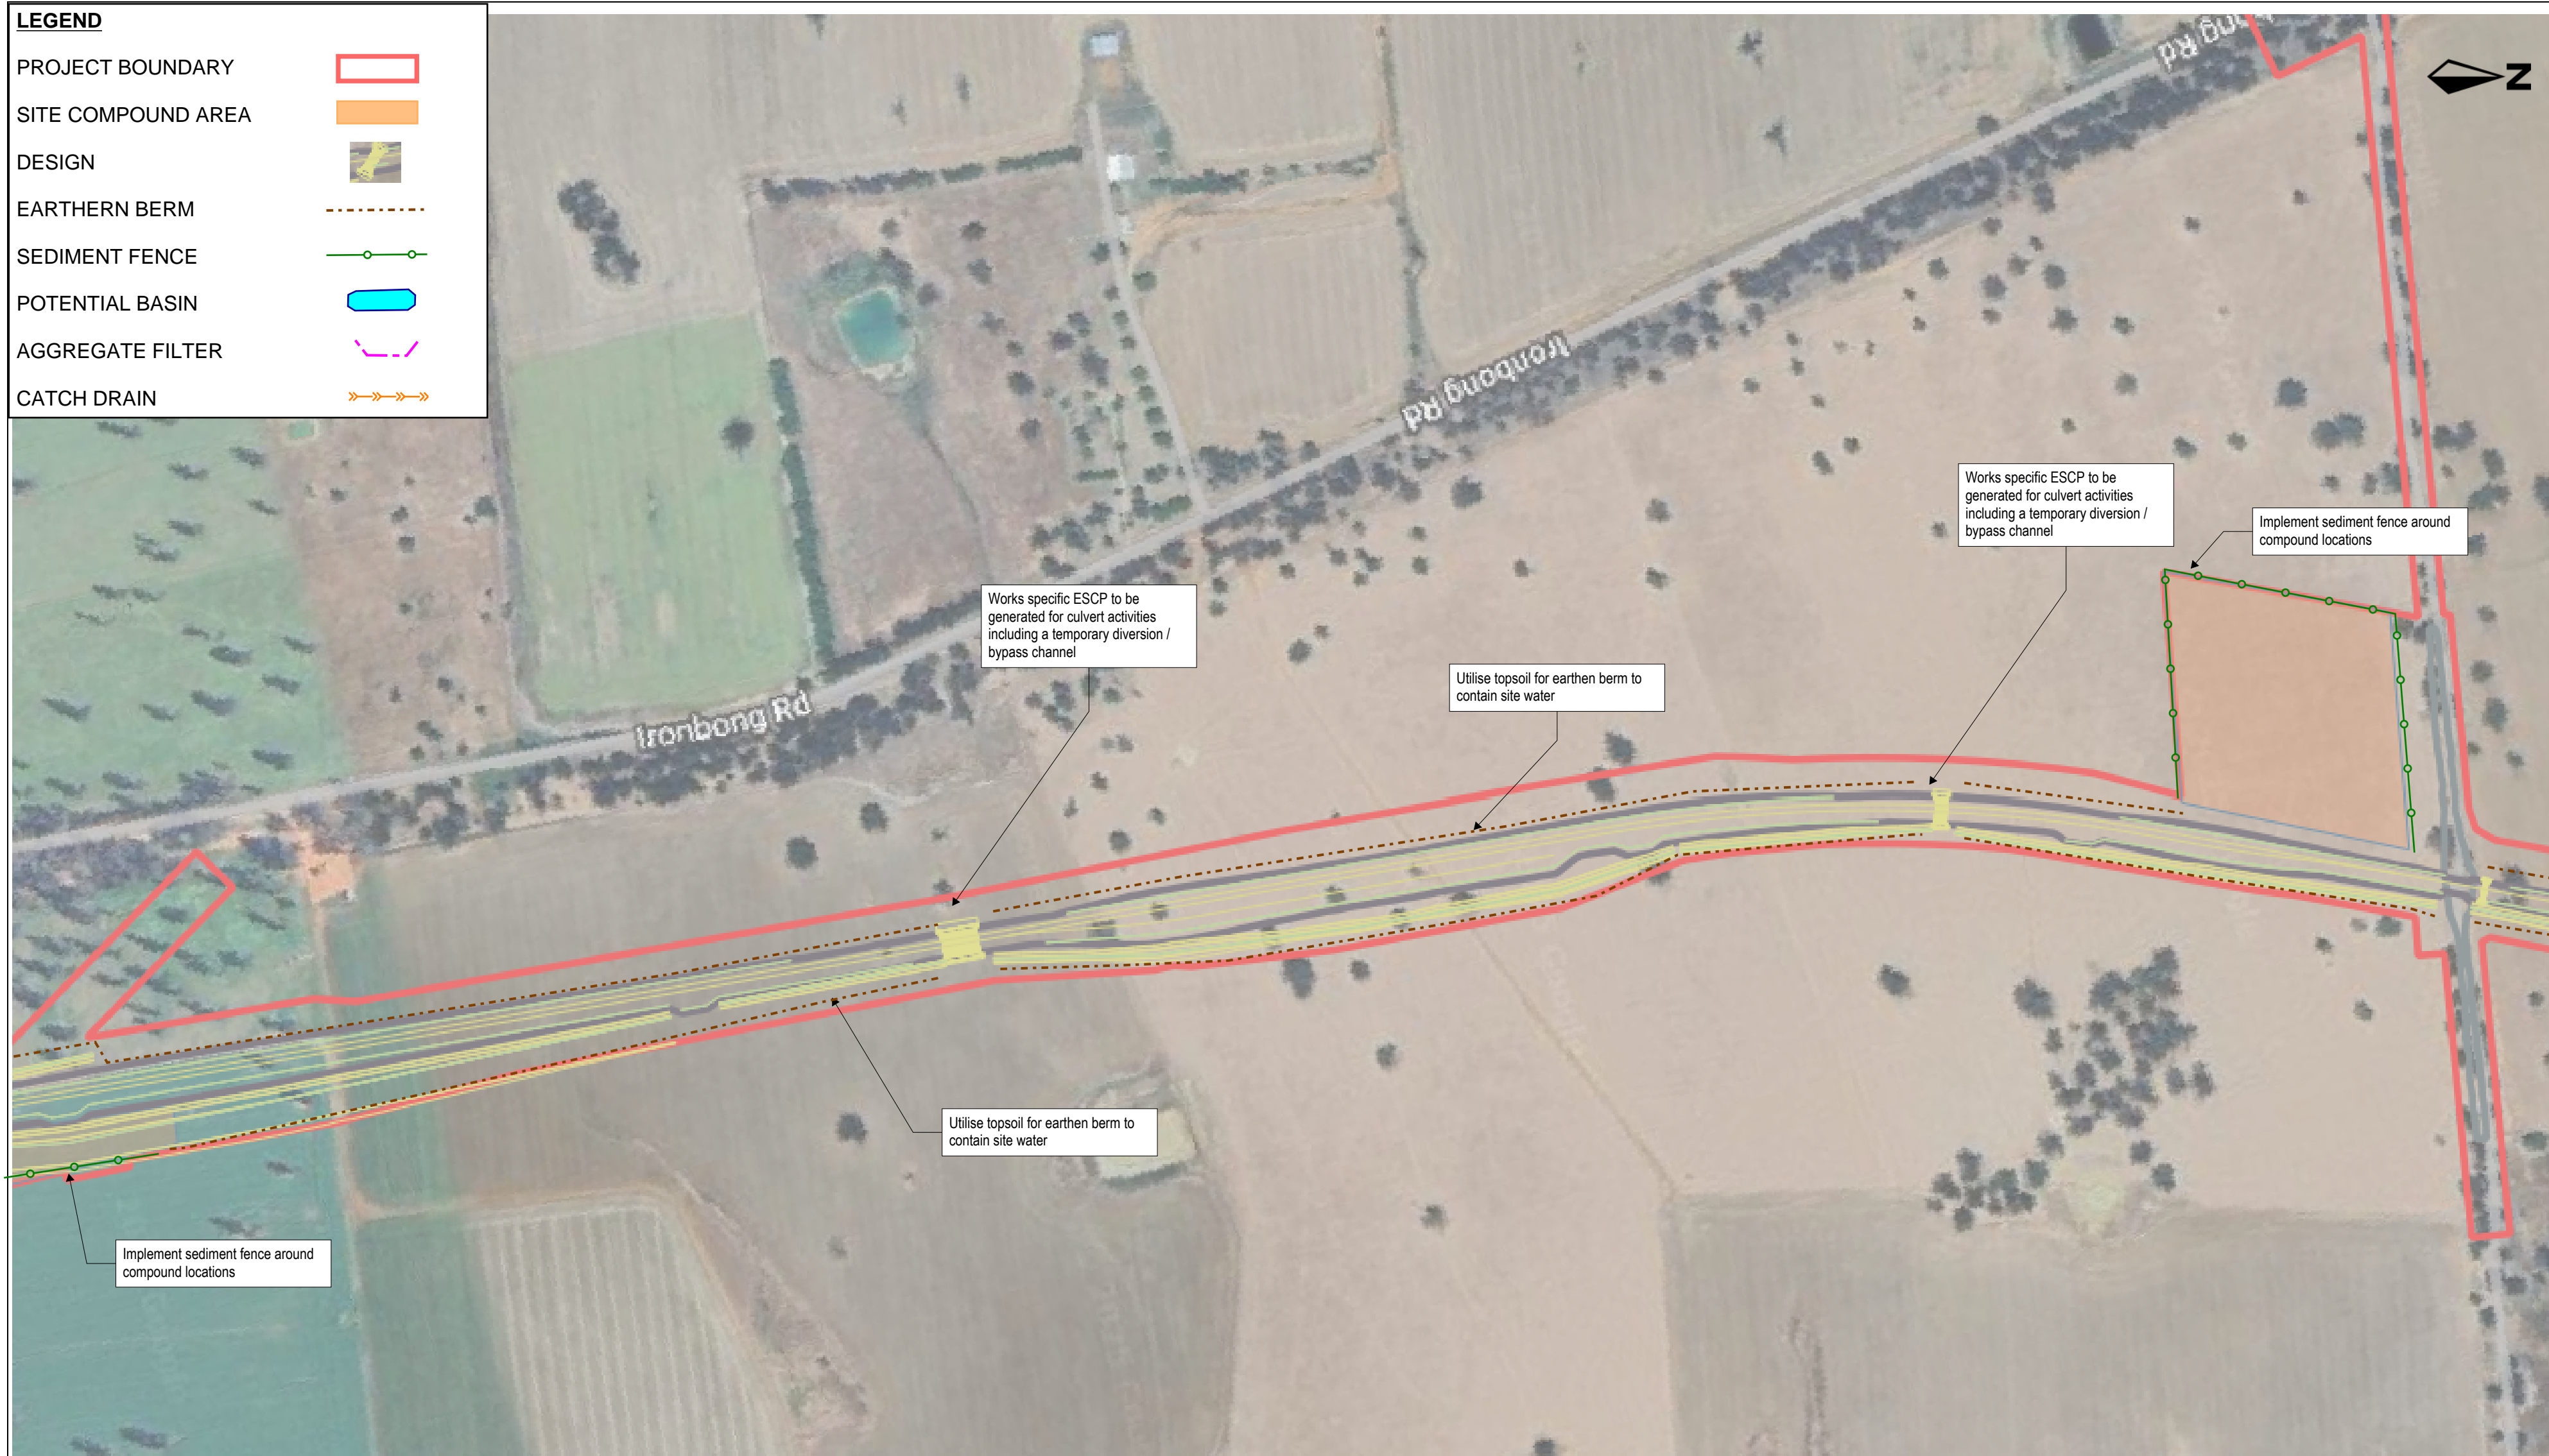 LEGEND
PROJECT BOUNDARY
SITE COMPOUND AREA
DESIGN
EARTHERN BERM
SEDIMENT FENCE
POTENTIAL BASIN
AGGREGATE FILTER
CATCH DRAIN
Rd
N
Ironbong Rd
Works specific ESCP to be
generated for culvert activities
including a temporary diversion /
bypass channel
Implement sediment fence around
compound locations
Works specific ESCP to be
generated for culvert activities
including a temporary diversion /
bypass channel
Utilise topsoil for earthen berm to
contain site water
Ironbong Rd
Utilise topsoil for earthen berm to
contain site water
Implement sediment fence around
compound locations